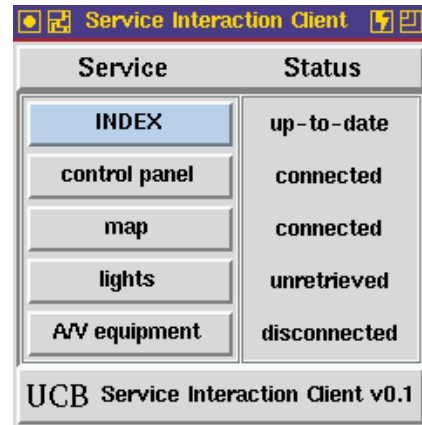 Service Interaction Client
Service Status
INDEX up-to-date
control panel connected
map connected
lights unretrieved
A/V equipment disconnected
UCB Service Interaction Client v0.1